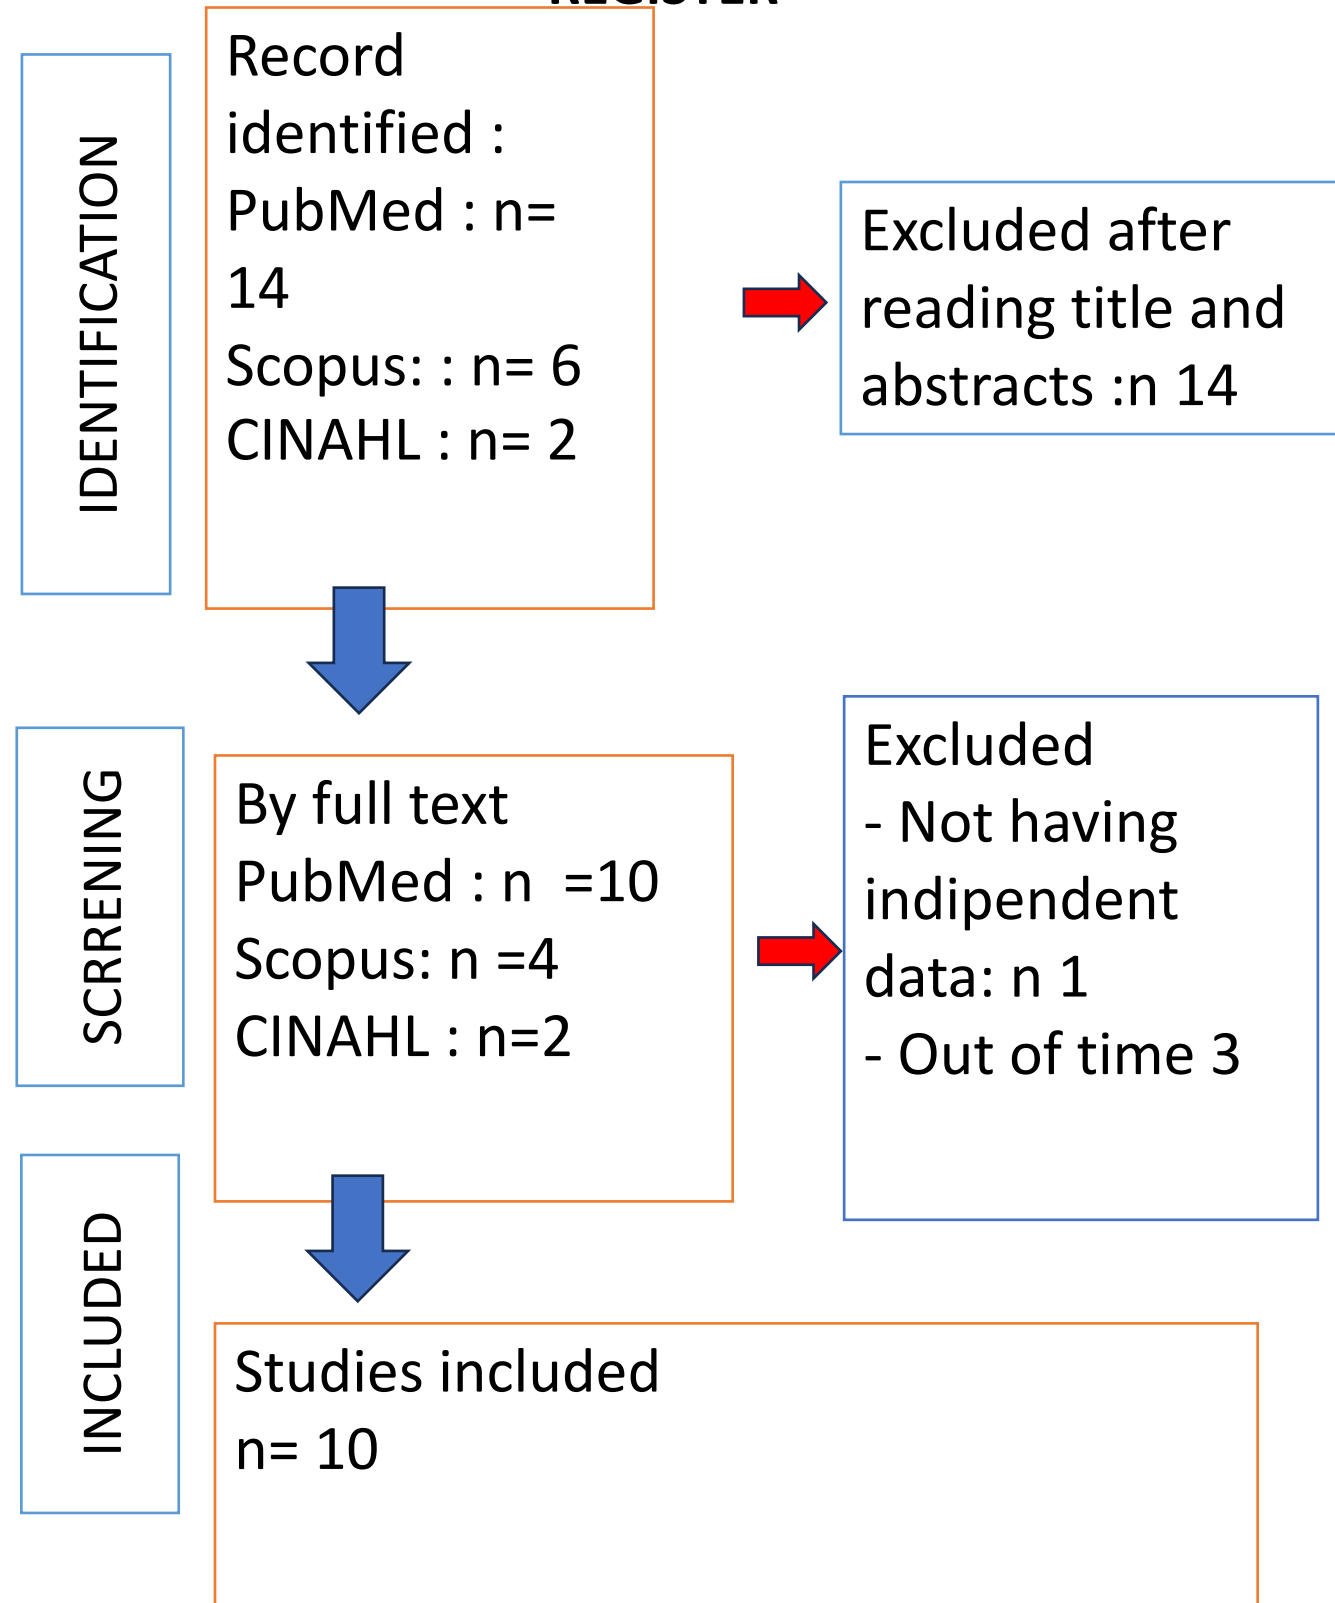 REGISTER
IDENTIFICATION
Record
identified :
PubMed : n=
14
Scopus: : n= 6
CINAHL : n= 2
Excluded after
reading title and
abstracts :n 14
SCRRENING
By full text
PubMed : n =10
Scopus: n =4
CINAHL : n=2
Excluded
- Not having
indipendent
data: n 1
- Out of time 3
INCLUDED
Studies included
n= 10